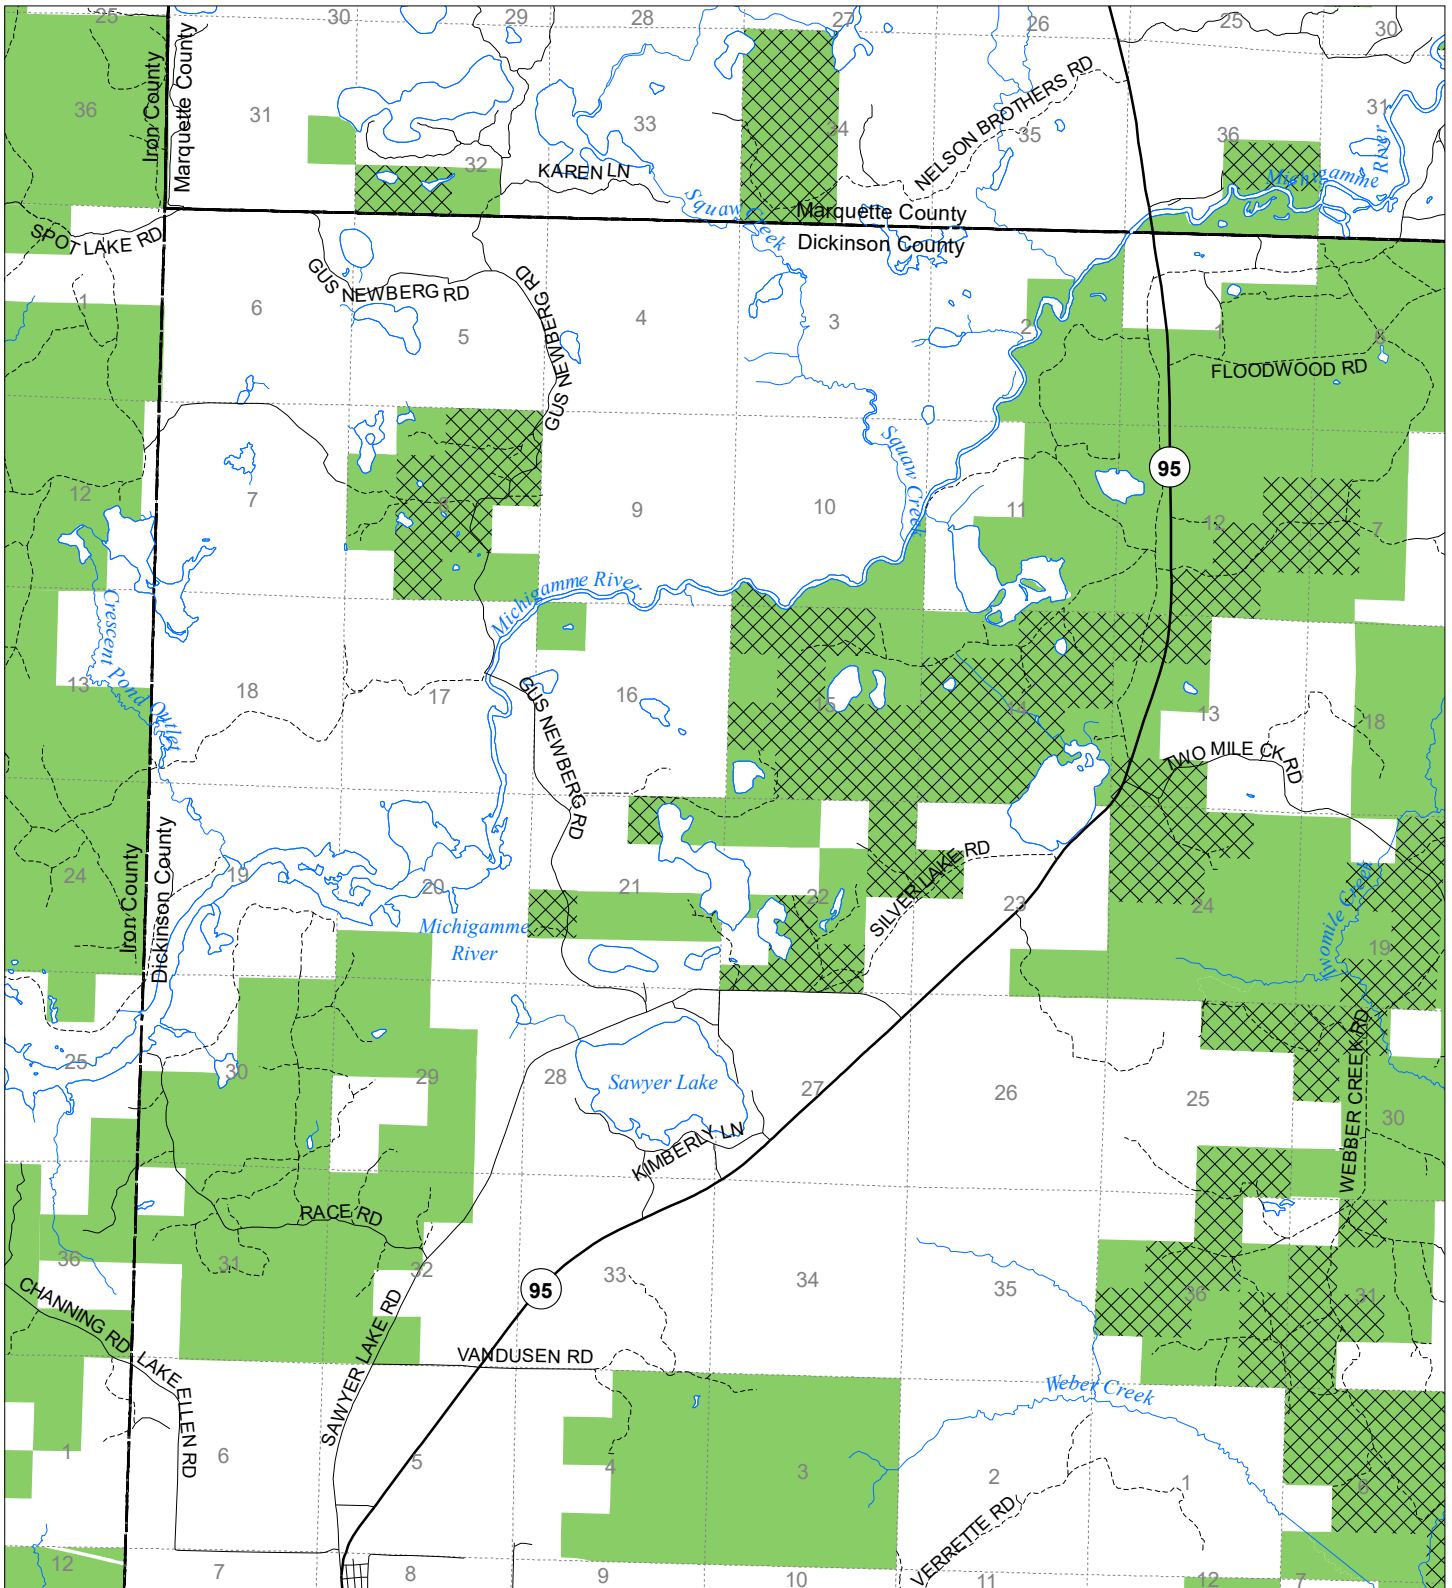 25
30
29
28
27
26
25
30
36
Iron County
Marquette County
31
32
33
34
35
NELSON BROTHERS RD
36
31
Michigamme
River
KAREN LN
Squaw Creek
Marquette County
Dickinson County
SPOT LAKE RD
GUS NEWBERG RD
GUS NEWBERG RD
1
6
5
4
3
2
1
6
FLOODWOOD RD
95
Squaw Creek
12
7
8
9
10
11
12
7
Michigamme River
Crescent Pond Outlet
13
18
17
16
15
14
13
18
GUS NEWBERG RD
TWO MILE CK RD
Iron County
Dickinson County
24
19
20
21
22
SILVER LAKE RD
23
24
Twomile Creek
19
Michigamme
River
25
30
29
28
Sawyer Lake
27
26
25
30
WEBBER CREEK RD
KIMBERLY LN
RACE RD
36
31
32
33
34
35
36
31
95
CHANNING RD
LAKE ELLEN RD
SAWYER LAKE RD
VANDUSEN RD
Weber Creek
1
6
5
4
3
2
1
6
VERRETTE RD
12
7
8
9
10
11
12
7